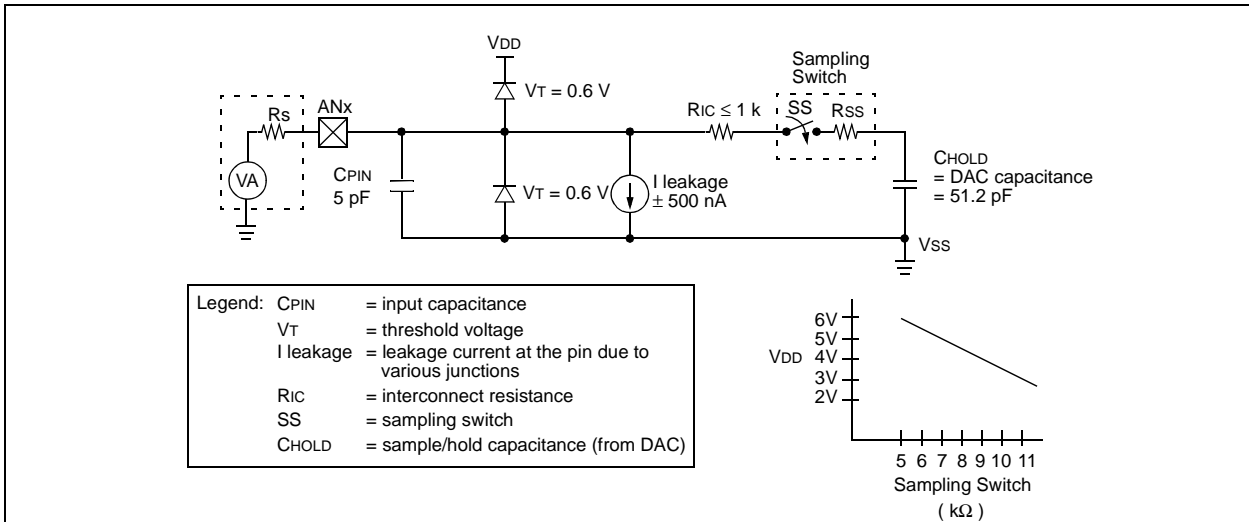 VDD
VT = 0.6 V
Sampling
Switch
Rs
ANx
RIC ≤ 1 k
SS
RSS
VA
CPIN
5 pF
VT = 0.6 V
I leakage
± 500 nA
CHOLD
= DAC capacitance
= 51.2 pF
VSS
Legend: CPIN = input capacitance
VT = threshold voltage
I leakage = leakage current at the pin due to
various junctions
RIC = interconnect resistance
SS = sampling switch
CHOLD = sample/hold capacitance (from DAC)
6V
5V
VDD 4V
3V
2V
5 6 7 8 9 10 11
Sampling Switch
( kΩ )